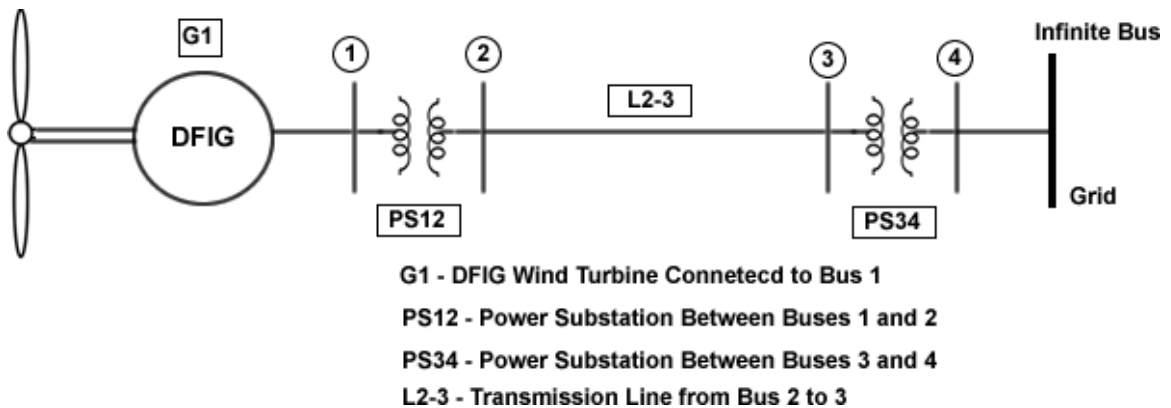 G1
DFIG
1
2
L2-3
3
4
Infinite Bus
PS12
PS34
Grid
G1 - DFIG Wind Turbine Connetecd to Bus 1
PS12 - Power Substation Between Buses 1 and 2
PS34 - Power Substation Between Buses 3 and 4
L2-3 - Transmission Line from Bus 2 to 3